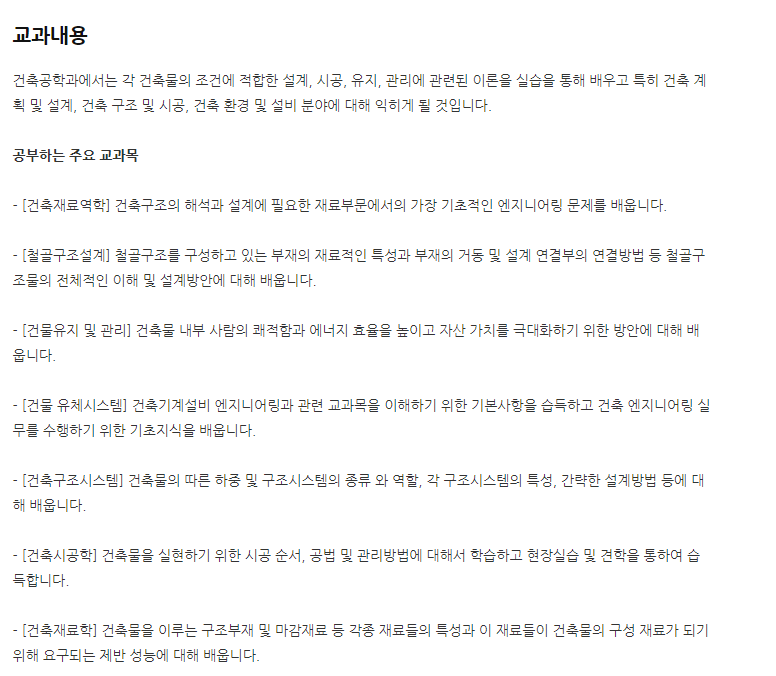 교과내용
건축공학과에서는 각 건축물의 조건에 적합한 설계, 시공, 유지, 관리에 관련된 이론을 실습을 통해 배우고 특히 건축 계
획 및 설계, 건축 구조 및 시공, 건축 환경 및 설비 분야에 대해 익히게 될 것입니다.
공부하는 주요 교과목
- [건축재료역학] 건축구조의 해석과 설계에 필요한 재료부문에서의 가장 기초적인 엔지니어링 문제를 배웁니다.
- [철골구조설계] 철골구조를 구성하고 있는 부재의 재료적인 특성과 부재의 거동 및 설계 연결부의 연결방법 등 철골구
조물의 전체적인 이해 및 설계방안에 대해 배웁니다.
- [건물유지 및 관리] 건축물 내부 사람의 쾌적함과 에너지 효율을 높이고 자산 가치를 극대화하기 위한 방안에 대해 배
웁니다.
- [건물 유체시스템] 건축기계설비 엔지니어링과 관련 교과목을 이해하기 위한 기본사항을 습득하고 건축 엔지니어링 실
무를 수행하기 위한 기초지식을 배웁니다.
- [건축구조시스템] 건축물의 따른 하중 및 구조시스템의 종류 와 역할, 각 구조시스템의 특성, 간략한 설계방법 등에 대
해 배웁니다.
- [건축시공학] 건축물을 실현하기 위한 시공 순서, 공법 및 관리방법에 대해서 학습하고 현장실습 및 견학을 통하여 습
득합니다.
- [건축재료학] 건축물을 이루는 구조부재 및 마감재료 등 각종 재료들의 특성과 이 재료들이 건축물의 구성 재료가 되기
위해 요구되는 제반 성능에 대해 배웁니다.